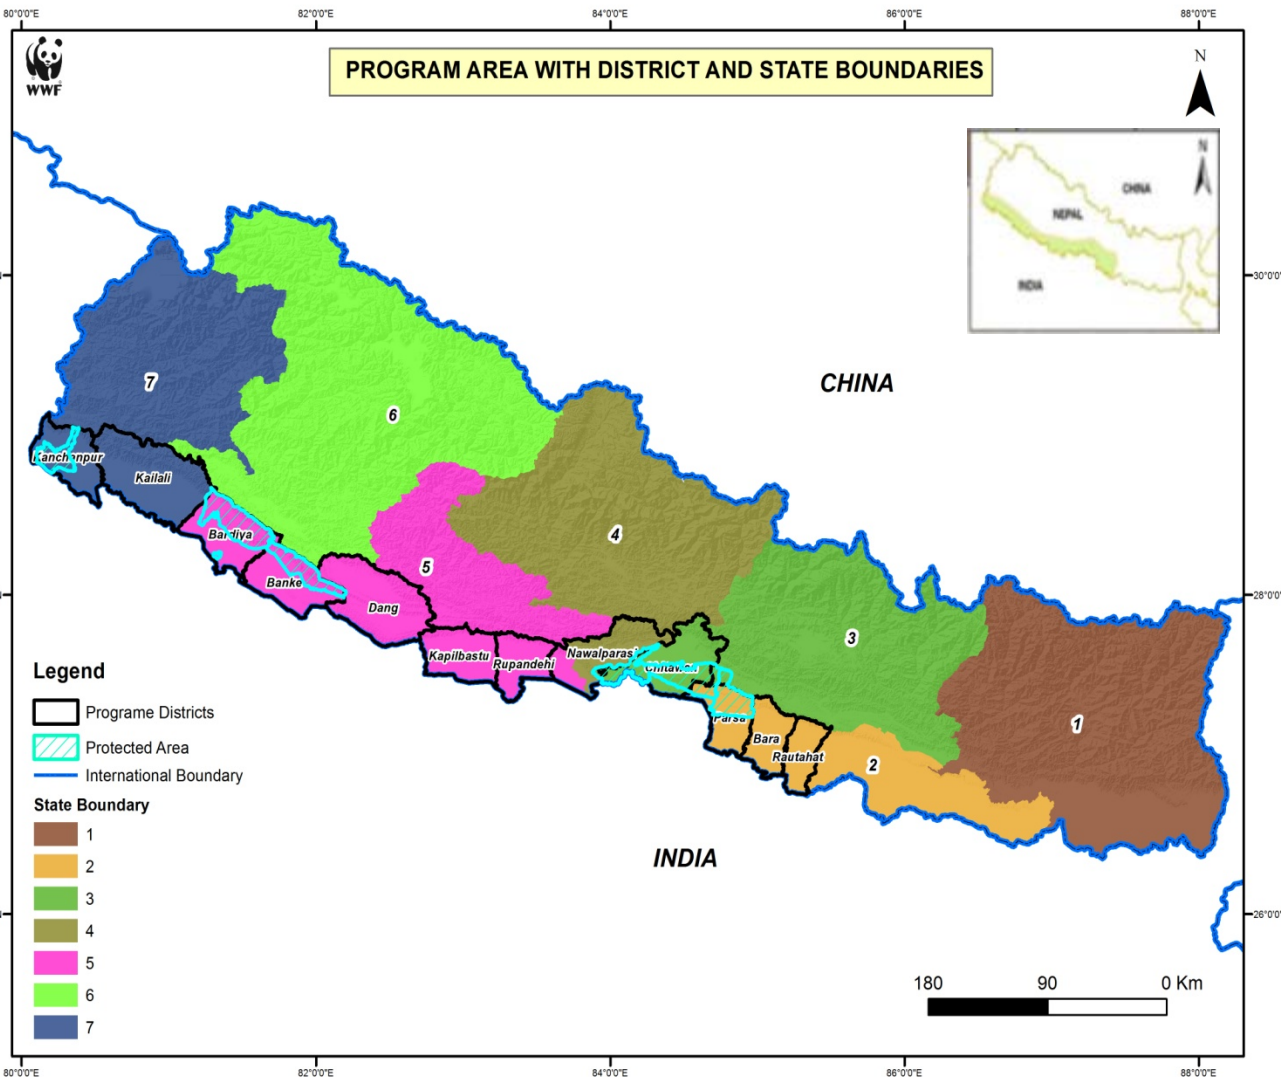 80°0'0"E
82°0'0"E
84°0'0"E
86°0'0"E
88°0'0"E
WWF
PROGRAM AREA WITH DISTRICT AND STATE BOUNDARIES
N
N
CHINA
NEPAL
INDIA
30°0'0"
CHINA
7
6
Kanchanpur
Kailali
4
Bardiya
5
Banke
Dang
28°0'0"
3
Kapilbastu
Rupandehi
Nawalparasi
Chitawan
Parsa
Bara
Rautahat
2
1
INDIA
26°0'0"
Legend
Programe Districts
Protected Area
International Boundary
State Boundary
1
2
3
4
5
6
7
180 90 0 Km
80°0'0"E
82°0'0"E
84°0'0"E
86°0'0"E
88°0'0"E